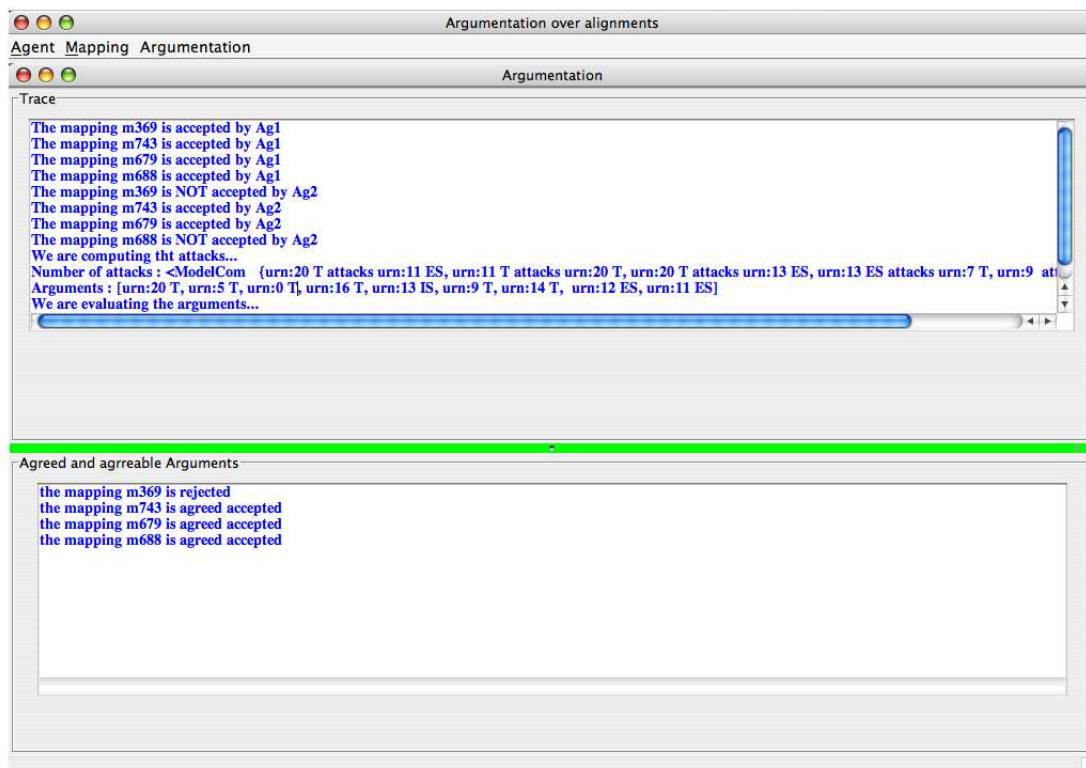 Argumentation over alignments
Agent Mapping Argumentation
Argumentation
Trace
The mapping m369 is accepted by Ag1
The mapping m743 is accepted by Ag1
The mapping m679 is accepted by Ag1
The mapping m688 is accepted by Ag1
The mapping m369 is NOT accepted by Ag2
The mapping m743 is accepted by Ag2
The mapping m679 is accepted by Ag2
The mapping m688 is NOT accepted by Ag2
We are computing tht attacks...
Number of attacks : <ModelCom {urn:20 T attacks urn:11 ES, urn:11 T attacks urn:20 T, urn:20 T attacks urn:13 ES, urn:13 ES attacks urn:7 T, urn:9
Arguments : [urn:20 T, urn:5 T, urn:0 T, urn:16 T, urn:13 IS, urn:9 T, urn:14 T, urn:12 ES, urn:11 ES]
We are evaluating the arguments...
Agreed and agrreable Arguments
the mapping m369 is rejected
the mapping m743 is agreed accepted
the mapping m679 is agreed accepted
the mapping m688 is agreed accepted